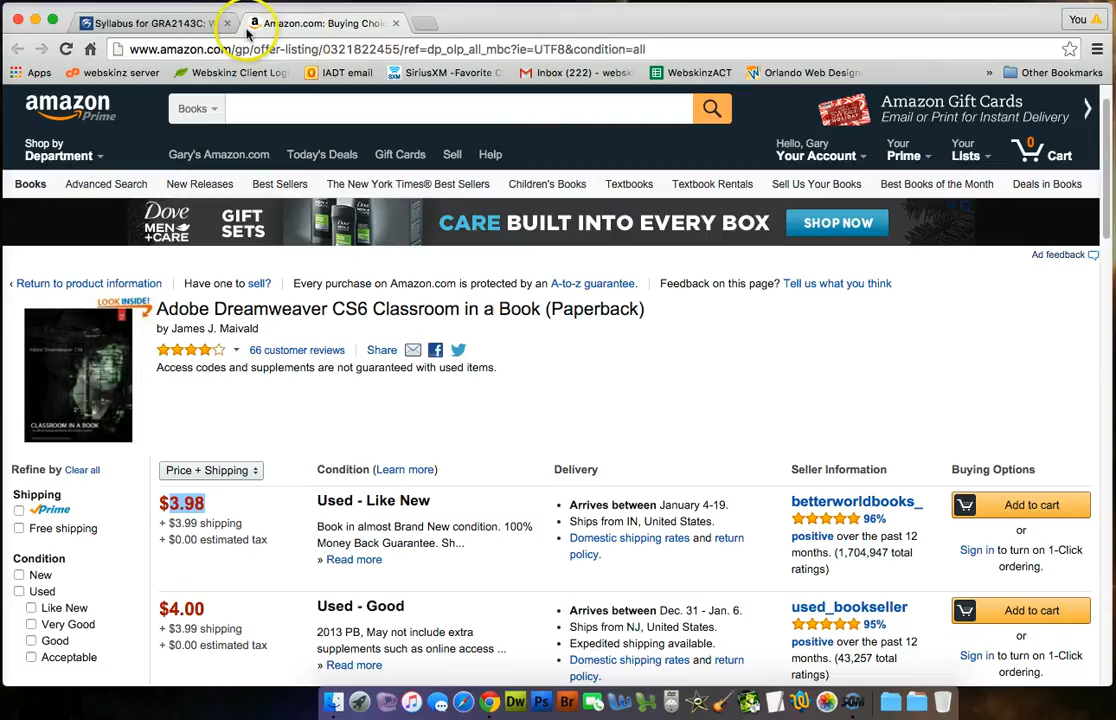 Syllabus for GRA2143C: W
Amazon.com: Buying Choic
You
www.amazon.com/gp/offer-listing/0321822455/ref=dp_olp_all_mbc?ie=UTF8&condition=all
Apps
webskinz server
Webskinz Client Log
IADT email
SiriusXM -Favorite C
Inbox (222) - webski
WebskinzACT
Orlando Web Design
»
Other Bookmarks
amazon
Prime
Books
Amazon Gift Cards
Email or Print for Instant Delivery
Shop by
Department
Gary's Amazon.com
Today's Deals
Gift Cards
Sell
Help
Hello, Gary
Your Account
Your
Prime
Your
Lists
0
Cart
Books
Advanced Search
New Releases
Best Sellers
The New York Times® Best Sellers
Children's Books
Textbooks
Textbook Rentals
Sell Us Your Books
Best Books of the Month
Deals in Books
DOVE
MEN
+CARE
GIFT
SETS
CARE BUILT INTO EVERY BOX
SHOP NOW
Ad feedback
‹ Return to product information
Have one to sell?
Every purchase on Amazon.com is protected by an A-to-z guarantee.
Feedback on this page? Tell us what you think
LOOK INSIDE!
Adobe Dreamweaver CS6 Classroom in a Book (Paperback)
by James J. Maivald
66 customer reviews
Share
Access codes and supplements are not guaranteed with used items.
CLASSROOM IN A BOOK
Refine by Clear all
Price + Shipping
Condition (Learn more)
Delivery
Seller Information
Buying Options
Shipping
Prime
Free shipping
Condition
New
Used
Like New
Very Good
Good
Acceptable
$3.98
+ $3.99 shipping
+ $0.00 estimated tax
Used - Like New
Book in almost Brand New condition. 100%
Money Back Guarantee. Sh...
» Read more
• Arrives between January 4-19.
• Ships from IN, United States.
• Domestic shipping rates and return
policy.
betterworldbooks_
96%
positive over the past 12
months. (1,704,947 total
ratings)
Add to cart
or
Sign in to turn on 1-Click
ordering.
$4.00
+ $3.99 shipping
+ $0.00 estimated tax
Used - Good
2013 PB, May not include extra
supplements such as online access ...
» Read more
• Arrives between Dec. 31 - Jan. 6.
• Ships from NJ, United States.
• Expedited shipping available.
• Domestic shipping rates and return
policy.
used_bookseller
95%
positive over the past 12
months. (43,257 total
ratings)
Add to cart
or
Sign in to turn on 1-Click
ordering.
Dw
Ps
Br